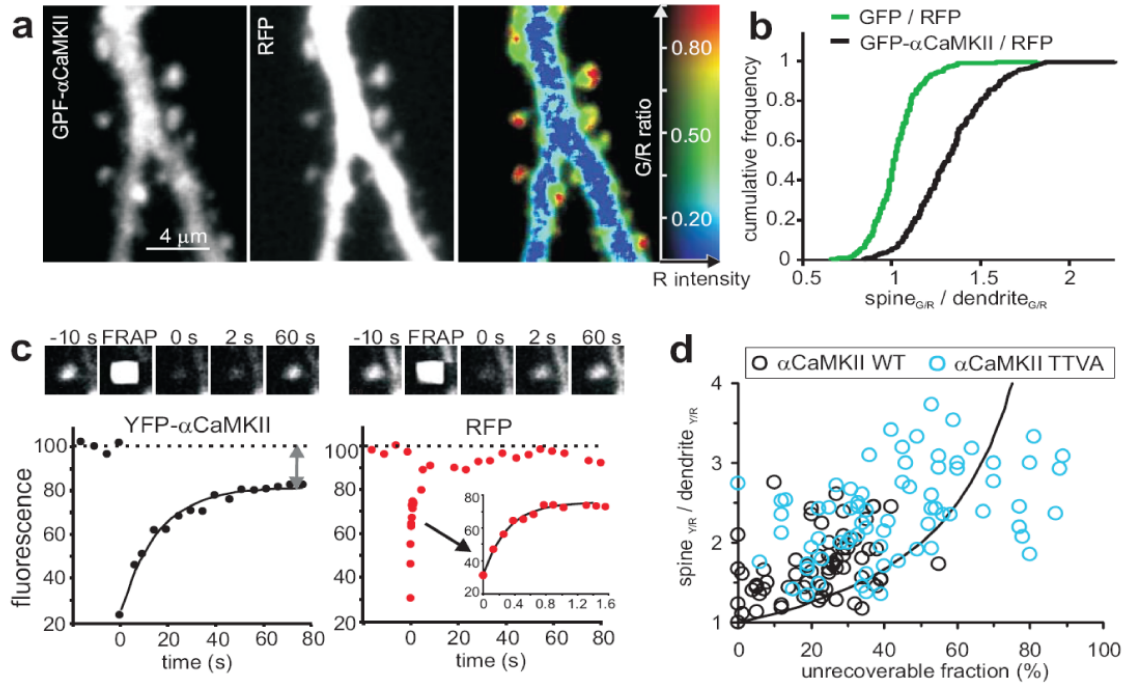 a
GPF-αCaMKII
RFP
0.80
0.50
0.20
G/R ratio
4 μm
R intensity
b
GFP / RFP
GFP-αCaMKII / RFP
cumulative frequency
1
0.8
0.6
0.4
0.2
0
0.5 1 1.5 2
spine G/R / dendrite G/R
c
-10 s FRAP 0 s 2 s 60 s
-10 s FRAP 0 s 2 s 60 s
YFP-αCaMKII
RFP
fluorescence
100
80
60
40
20
0 20 40 60 80
time (s)
100
80
60
40
20
80
60
40
20
0 0.4 0.8 1.2 1.6
0 20 40 60 80
time (s)
d
αCaMKII WT αCaMKII TTVA
spine Y/R / dendrite Y/R
4
3
2
1
0 20 40 60 80 100
unrecoverable fraction (%)